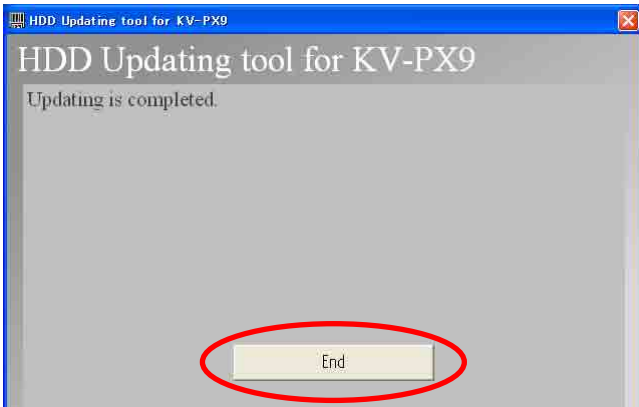 HDD Updating tool for KV-PX9
HDD Updating tool for KV-PX9
Updating is completed.
End